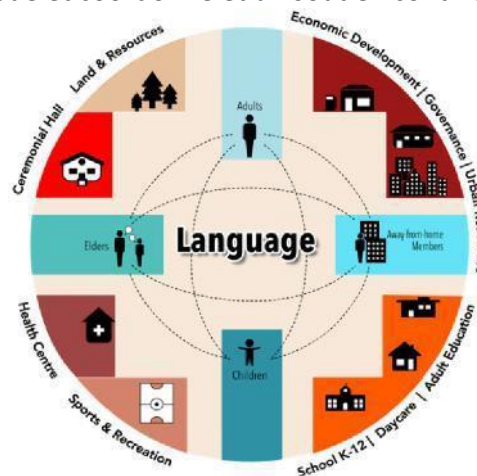 Land & Resources
Ceremonial Hall
Economic Development | Governance | Urban
Adults
Elders
Language
Away-from-home
Members
Children
Health Centre
Sports & Recreation
School K-12 | Daycare | Adult Education